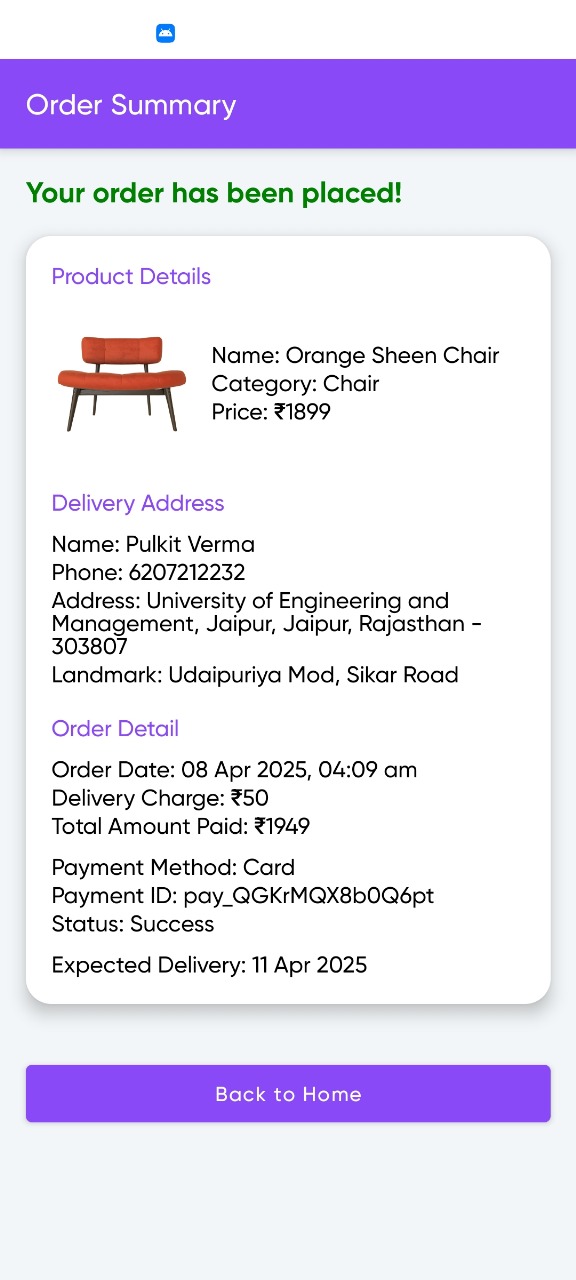 Order Summary
Your order has been placed!
Product Details
Name: Orange Sheen Chair
Category: Chair
Price: ₹1899
Delivery Address
Name: Pulkit Verma
Phone: 6207212232
Address: University of Engineering and
Management, Jaipur, Jaipur, Rajasthan -
303807
Landmark: Udaipuriya Mod, Sikar Road
Order Detail
Order Date: 08 Apr 2025, 04:09 am
Delivery Charge: ₹50
Total Amount Paid: ₹1949
Payment Method: Card
Payment ID: pay_QGKrMQX8b0Q6pt
Status: Success
Expected Delivery: 11 Apr 2025
Back to Home